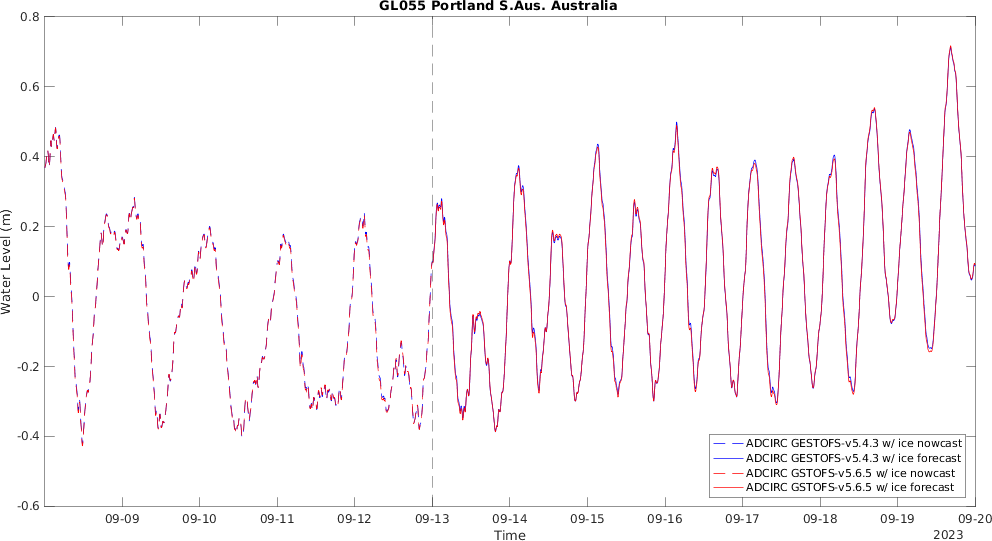 GL055 Portland S.Aus. Australia
0.8
0.6
0.4
0.2
0
-0.2
-0.4
-0.6
Water Level (m)
09-09 09-10 09-11 09-12 09-13 09-14 09-15 09-16 09-17 09-18 09-19 09-20
Time
2023
ADCIRC GESTOFS-v5.4.3 w/ ice nowcast
ADCIRC GESTOFS-v5.4.3 w/ ice forecast
ADCIRC GSTOFS-v5.6.5 w/ ice nowcast
ADCIRC GSTOFS-v5.6.5 w/ ice forecast